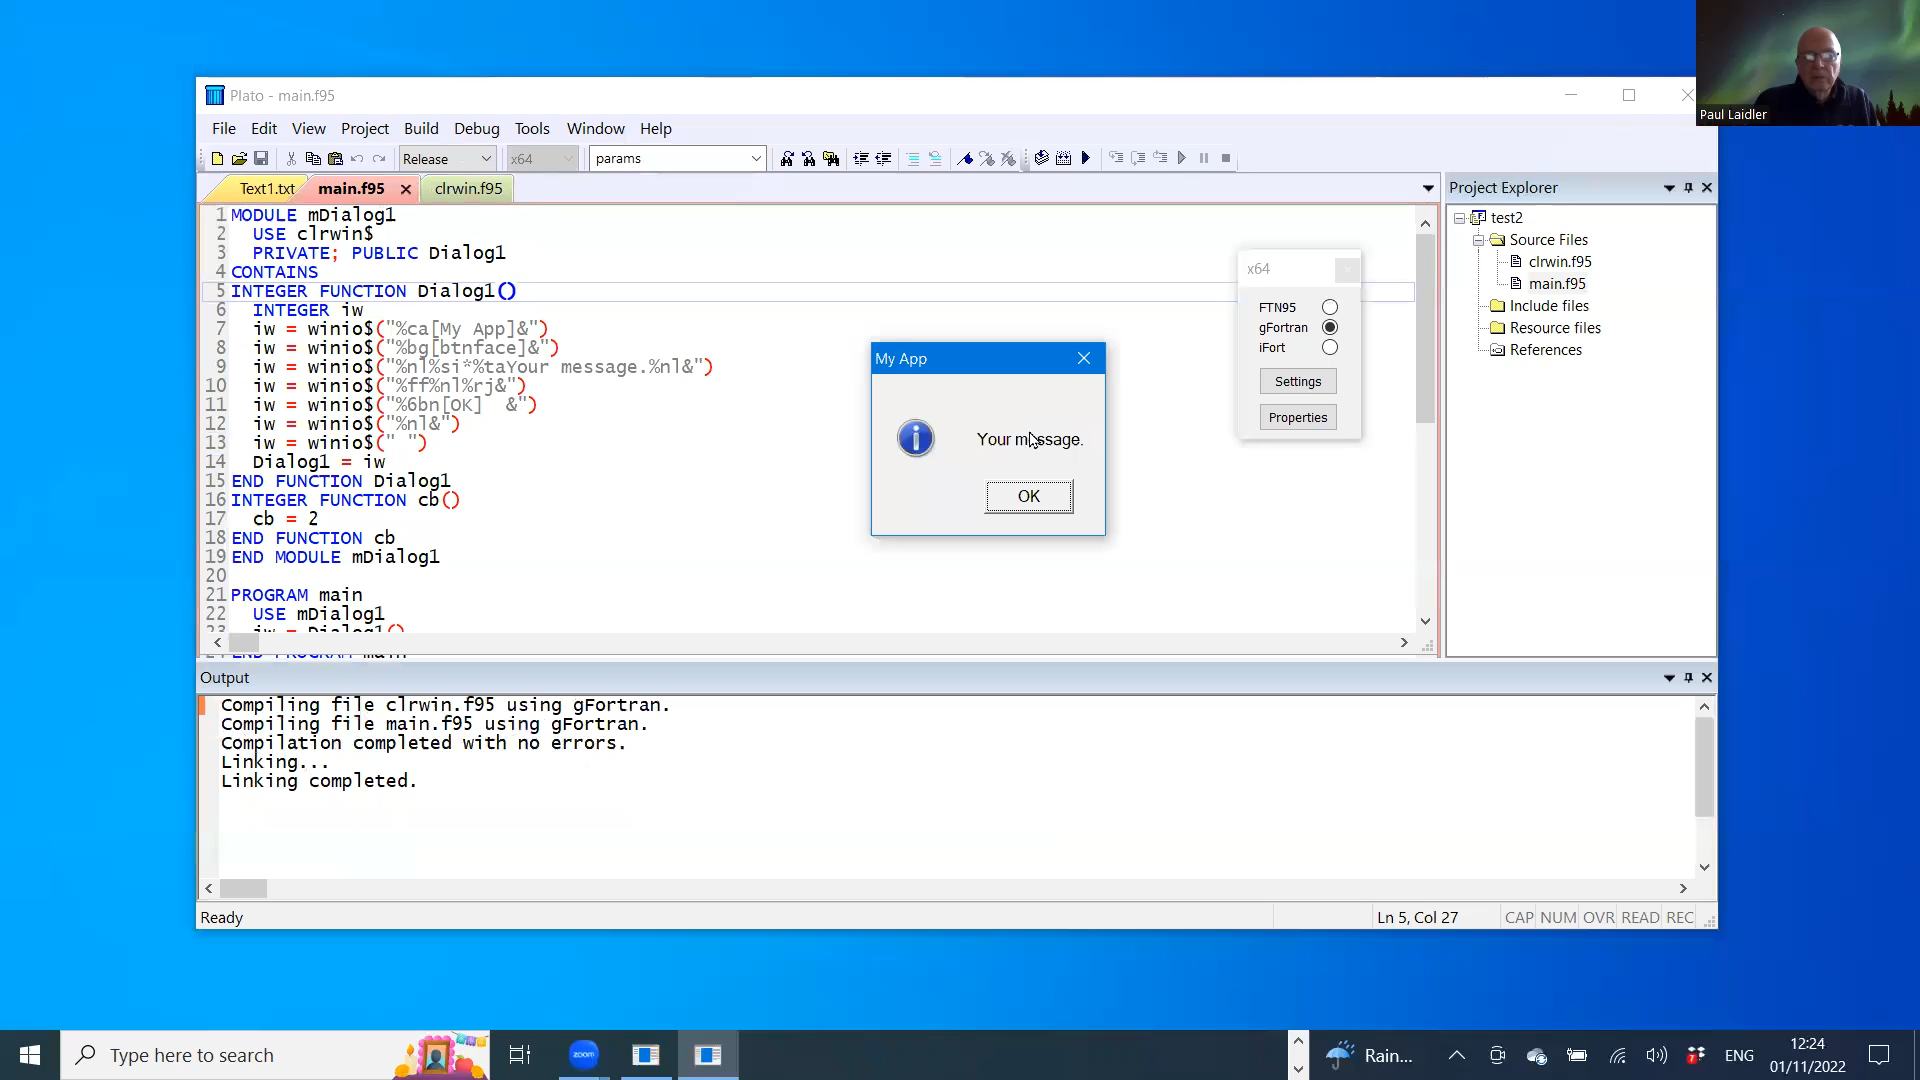 Paul Laidler
Plato - main.f95
File Edit View Project Build Debug Tools Window Help
Release x64 params
Text1.txt main.f95 clrwin.f95
1 MODULE mDialog1
2 USE clrwin$
3 PRIVATE; PUBLIC Dialog1
4 CONTAINS
5 INTEGER FUNCTION Dialog1()
6 INTEGER iw
7 iw = winio$("%ca[My App]&")
8 iw = winio$("%bg[btnface]&")
9 iw = winio$("%nl%si*%taYour message.%nl&")
10 iw = winio$("%ff%nl%rj&")
11 iw = winio$("%6bn[OK]  &")
12 iw = winio$("%nl&")
13 iw = winio$(" ")
14 Dialog1 = iw
15 END FUNCTION Dialog1
16 INTEGER FUNCTION cb()
17 cb = 2
18 END FUNCTION cb
19 END MODULE mDialog1
20
21 PROGRAM main
22 USE mDialog1
23 iw = Dialog1()
24 END PROGRAM main
My App
Your message.
OK
x64
FTN95
gFortran
iFort
Settings
Properties
Project Explorer
test2
Source Files
clrwin.f95
main.f95
Include files
Resource files
References
Output
Compiling file clrwin.f95 using gFortran.
Compiling file main.f95 using gFortran.
Compilation completed with no errors.
Linking...
Linking completed.
Ready
Ln 5, Col 27 CAP NUM OVR READ REC
Type here to search
zoom
Rain...
ENG
12:24
01/11/2022